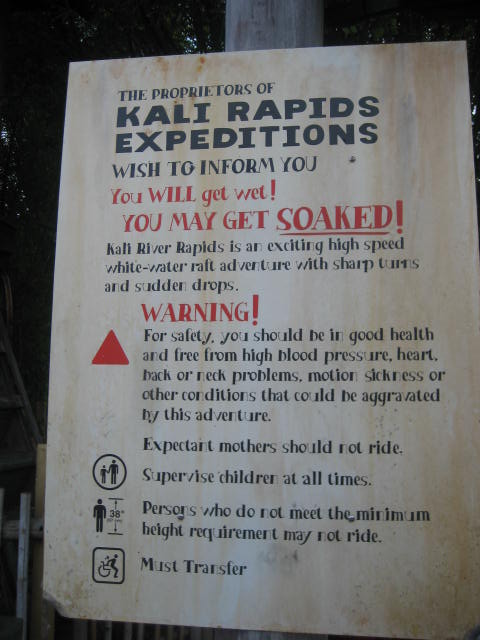 THE PROPRIETORS OF
KALI RAPIDS
EXPEDITIONS
WISH TO INFORM YOU
You WILL get wet!
YOU MAY GET SOAKED!
Kali River Rapids is an exciting high speed
white-water raft adventure with sharp turns
and sudden drops.
WARNING!
For safety, you should be in good health
and free from high blood pressure, heart,
back or neck problems, motion sickness or
other conditions that could be aggravated
by this adventure.
Expectant mothers should not ride.
Supervise children at all times.
38"
Persons who do not meet the minimum
height requirement may not ride.
Must Transfer